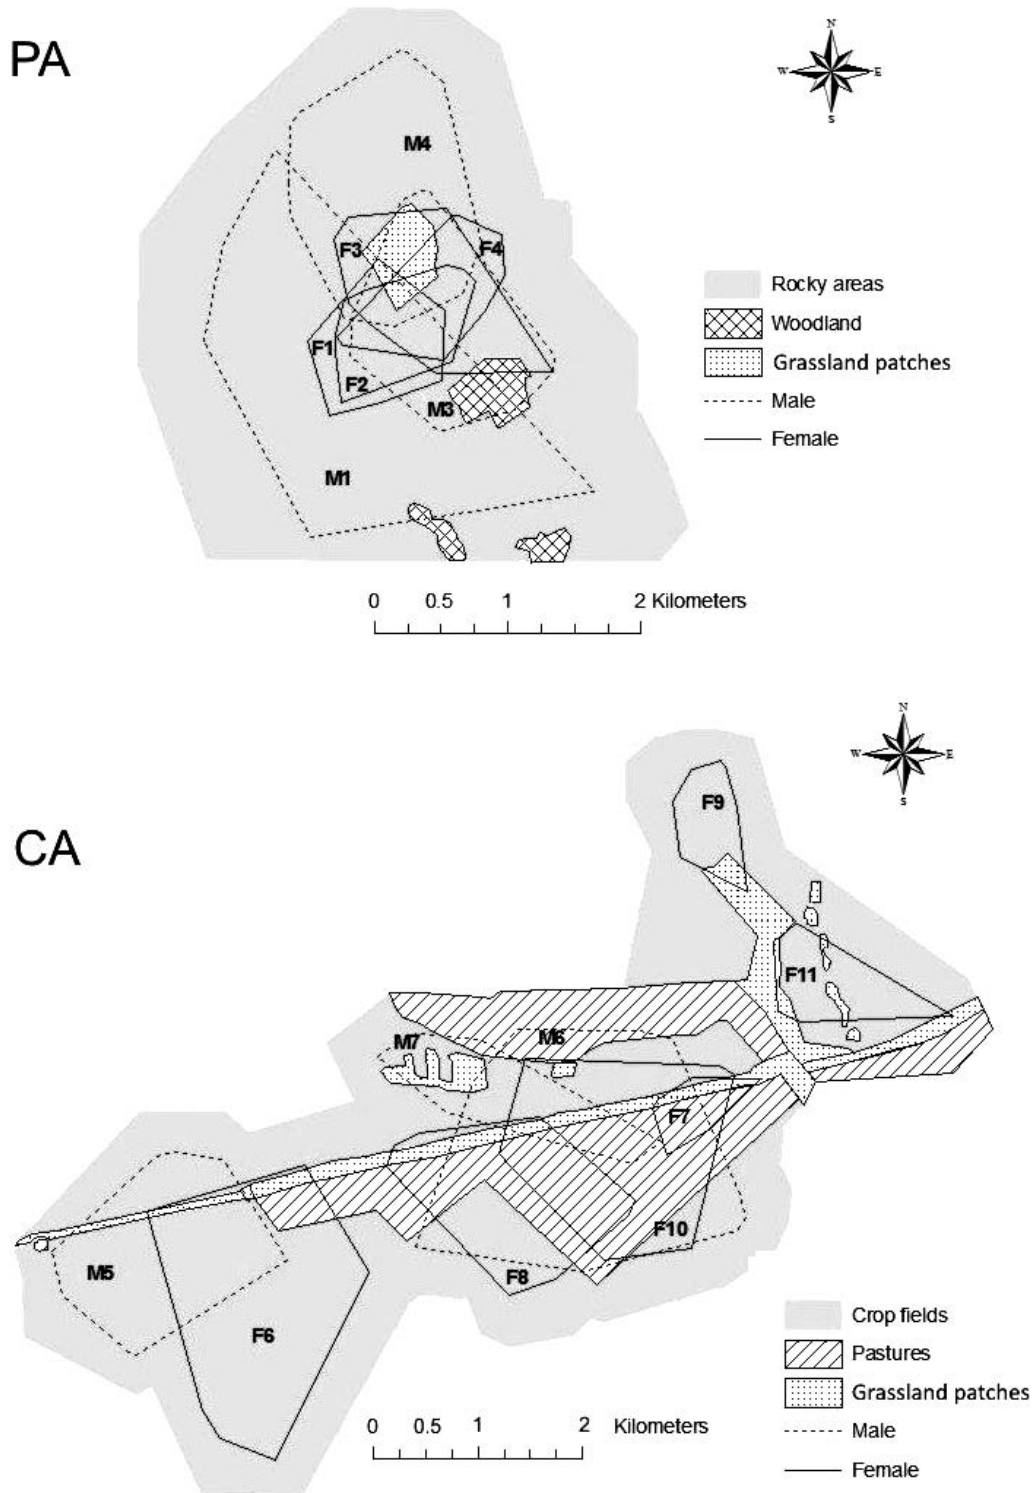 PA
N
W E
S
M4
F3
F4
F1
F2
M3
M1
Rocky areas
Woodland
Grassland patches
Male
Female
0 0.5 1 2 Kilometers
CA
N
W E
S
F9
F11
M7
M6
F7
F10
F8
M5
F6
Crop fields
Pastures
Grassland patches
Male
Female
0 0.5 1 2 Kilometers